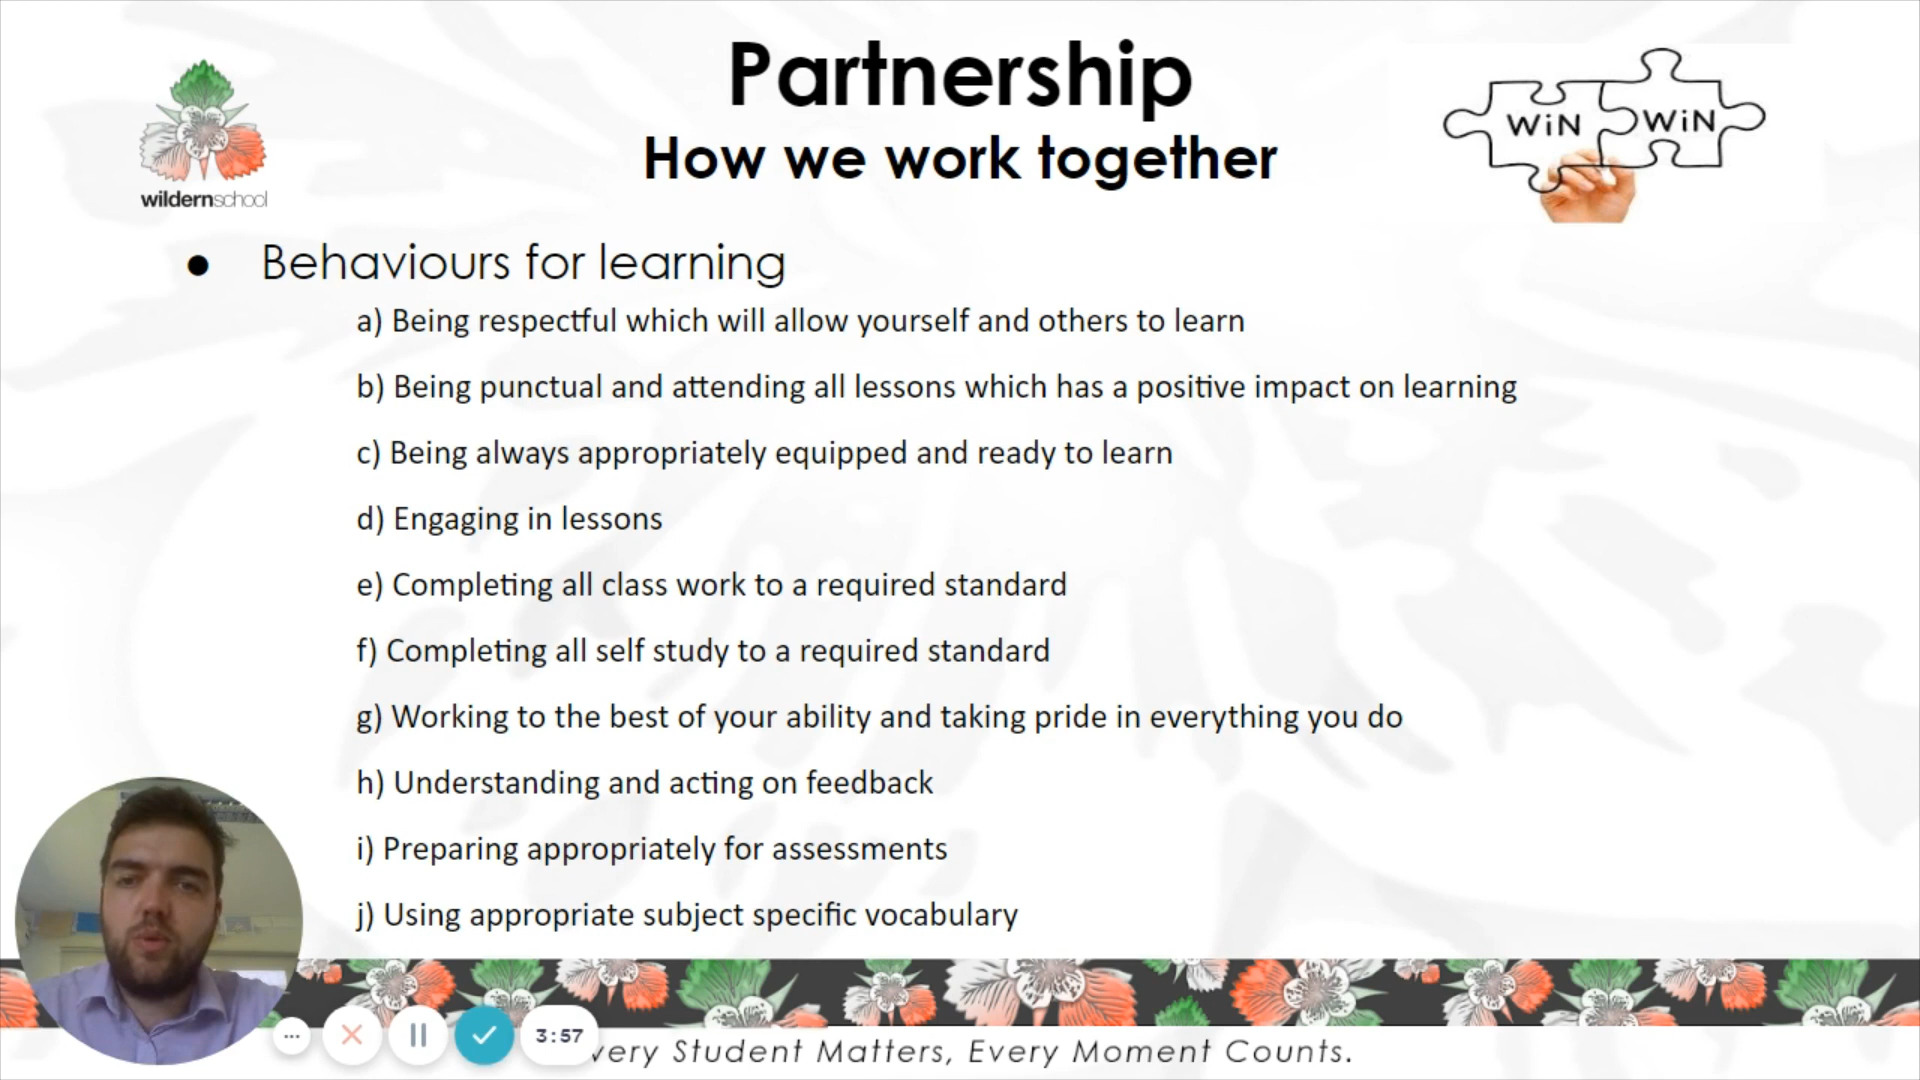 Partnership
How we work together
WiN WiN
wildernschool
● Behaviours for learning
a) Being respectful which will allow yourself and others to learn
b) Being punctual and attending all lessons which has a positive impact on learning
c) Being always appropriately equipped and ready to learn
d) Engaging in lessons
e) Completing all class work to a required standard
f) Completing all self study to a required standard
g) Working to the best of your ability and taking pride in everything you do
h) Understanding and acting on feedback
i) Preparing appropriately for assessments
j) Using appropriate subject specific vocabulary
3:57
very Student Matters, Every Moment Counts.